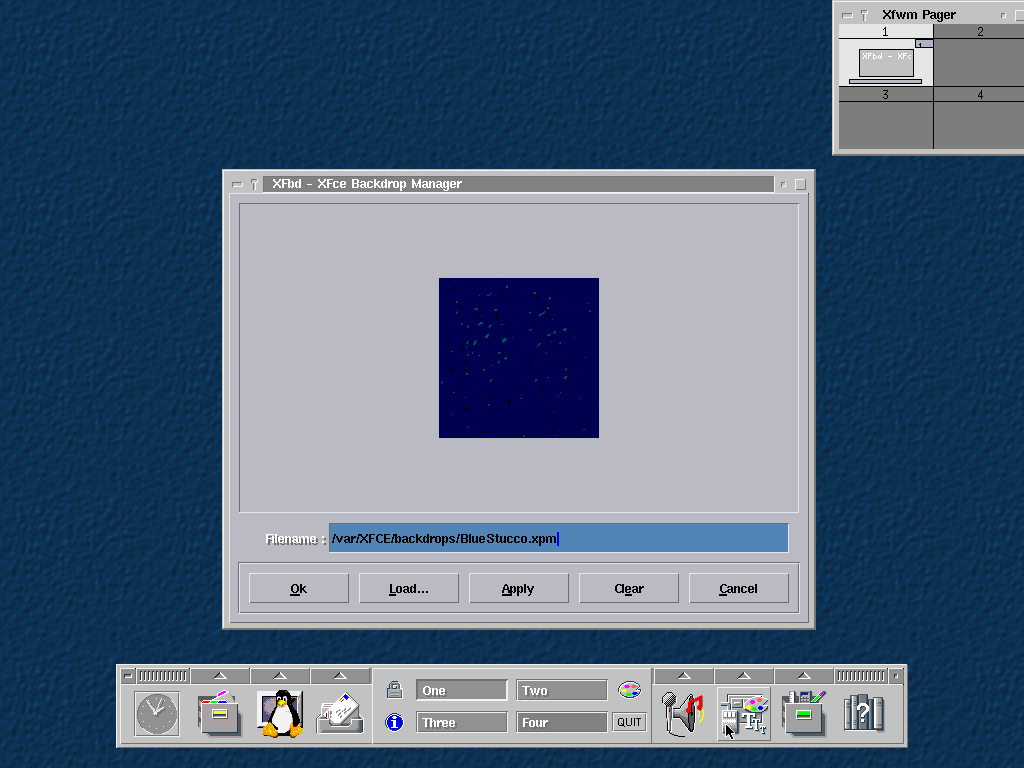 Xfwm Pager
1 2
1
XFbd - XFc
3 4
XFbd - XFce Backdrop Manager
Filename : /var/XFCE/backdrops/BlueStucco.xpm
Ok Load... Apply Clear Cancel
One Two
Three Four QUIT